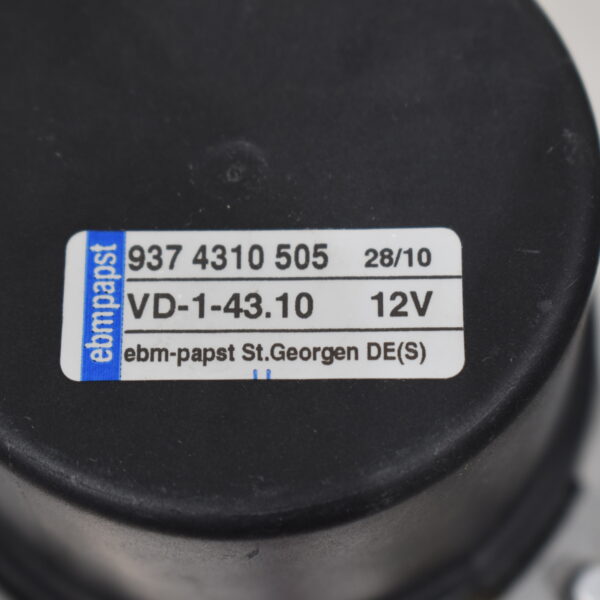 ebmpapst
937 4310 505 28/10
VD-1-43.10 12V
ebm-papst St.Georgen DE(S)